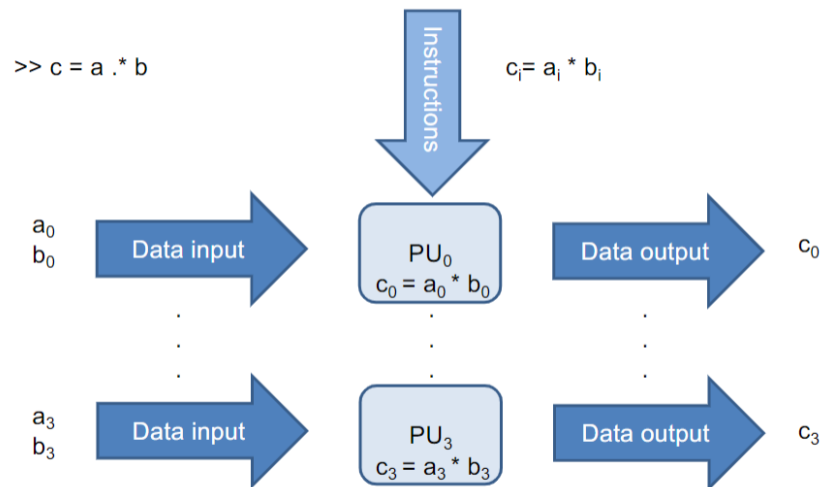 >> c = a .* b
Instructions
cᵢ= aᵢ * bᵢ
a₀
b₀
Data input
PU₀
c₀ = a₀ * b₀
Data output
c₀
.
.
.
.
.
.
.
.
.
a₃
b₃
Data input
PU₃
c₃ = a₃ * b₃
Data output
c₃